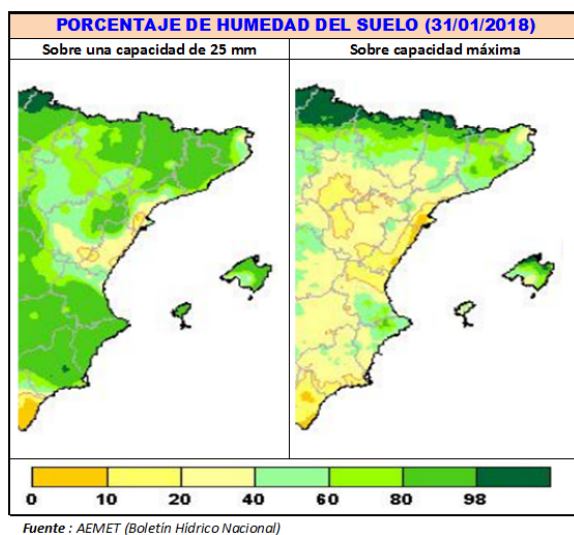 PORCENTAJE DE HUMEDAD DEL SUELO (31/01/2018)
Sobre una capacidad de 25 mm
Sobre capacidad máxima
0 10 20 40 60 80 98
Fuente : AEMET (Boletín Hídrico Nacional)